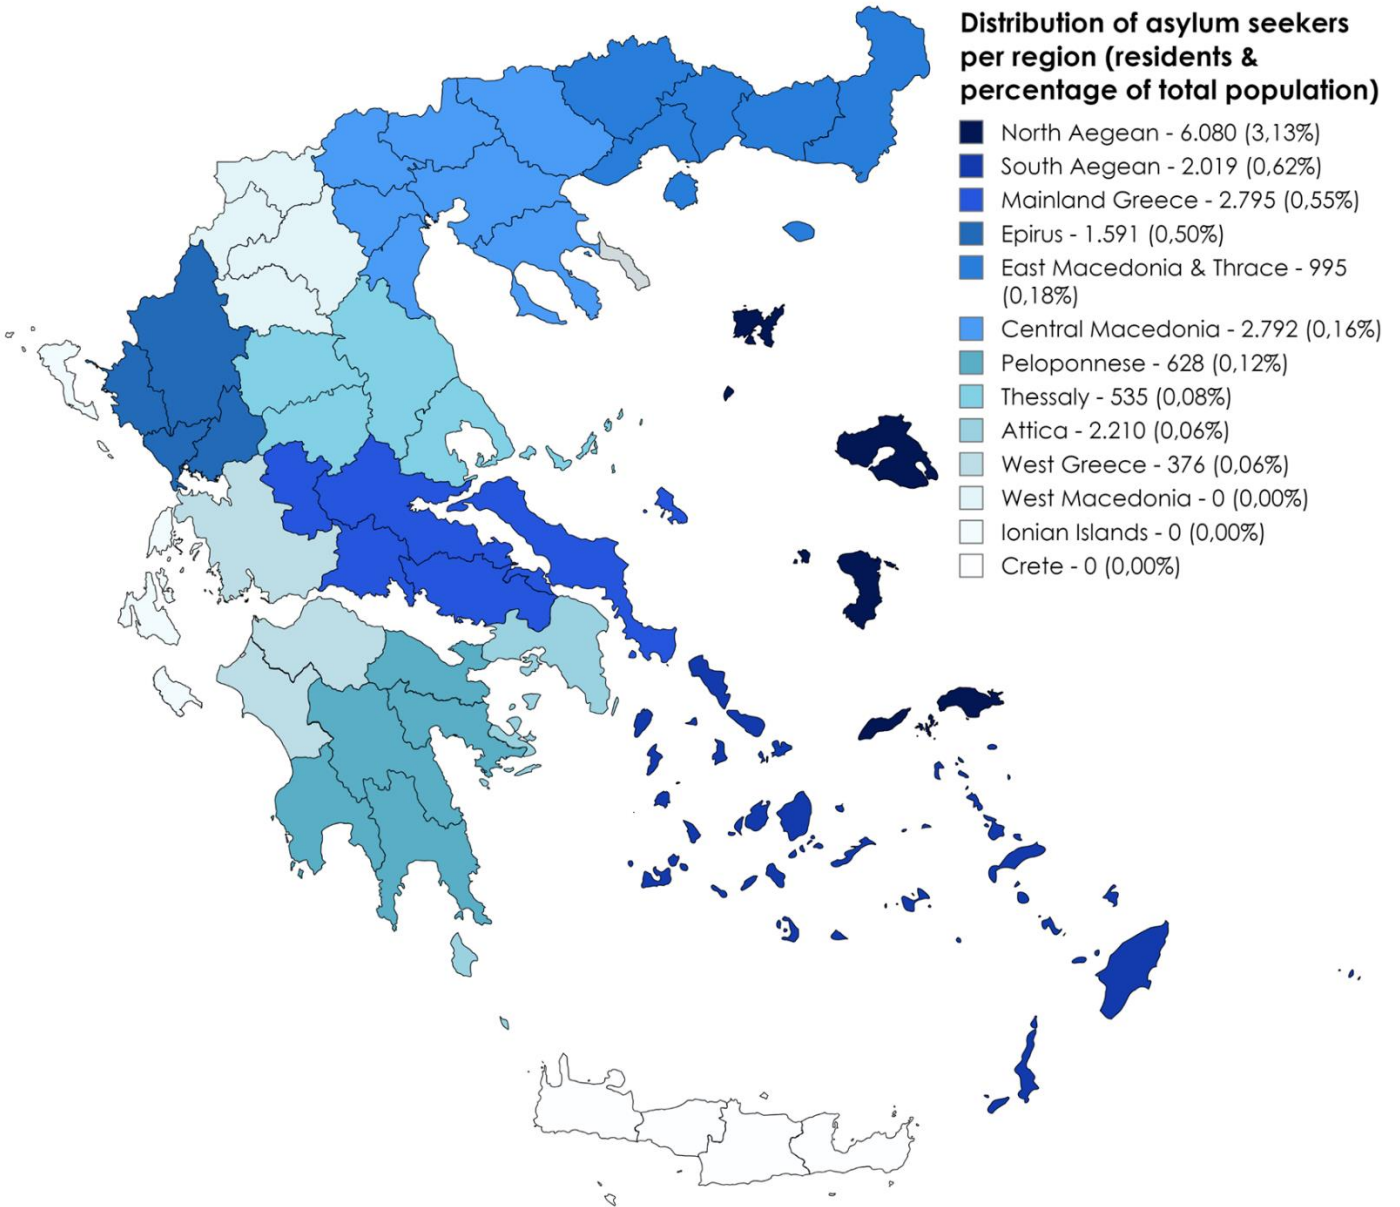 Distribution of asylum seekers
per region (residents &
percentage of total population)
North Aegean - 6.080 (3,13%)
South Aegean - 2.019 (0,62%)
Mainland Greece - 2.795 (0,55%)
Epirus - 1.591 (0,50%)
East Macedonia & Thrace - 995
(0,18%)
Central Macedonia - 2.792 (0,16%)
Peloponnese - 628 (0,12%)
Thessaly - 535 (0,08%)
Attica - 2.210 (0,06%)
West Greece - 376 (0,06%)
West Macedonia - 0 (0,00%)
Ionian Islands - 0 (0,00%)
Crete - 0 (0,00%)